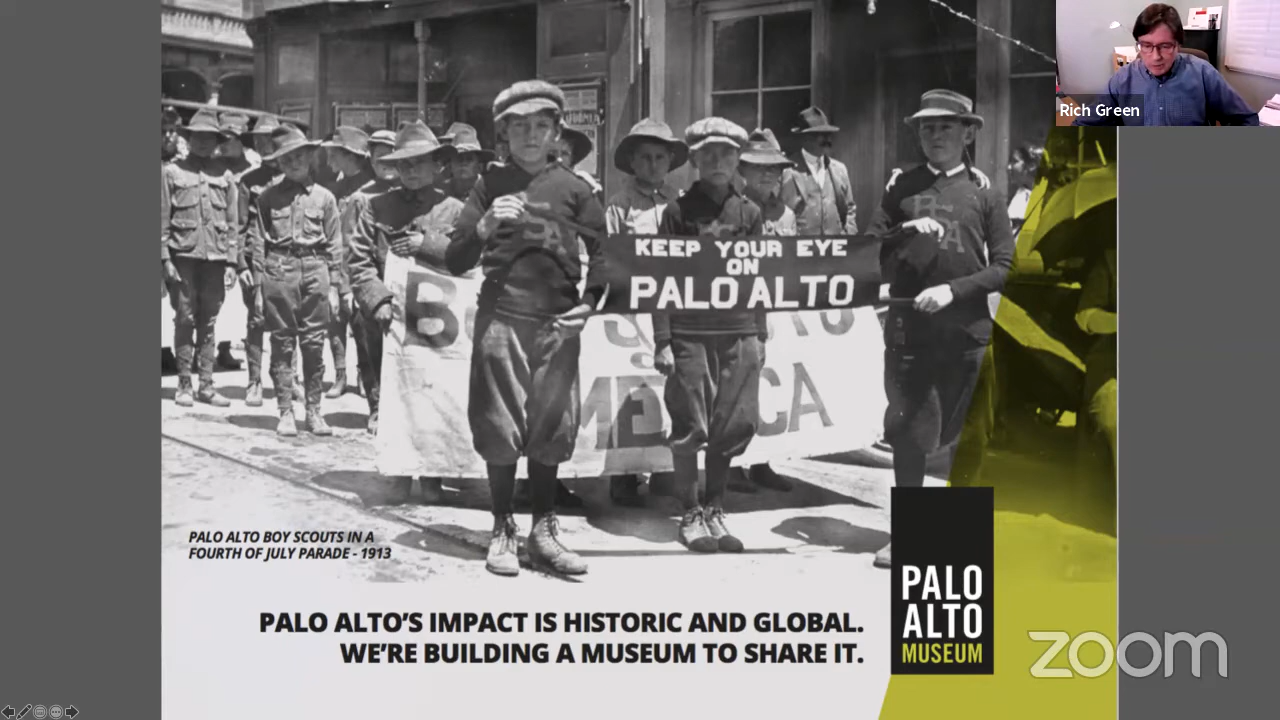 Rich Green
BSA
KEEP YOUR EYE
ON
PALO ALTO
PALO ALTO BOY SCOUTS IN A
FOURTH OF JULY PARADE - 1913
PALO ALTO'S IMPACT IS HISTORIC AND GLOBAL.
WE'RE BUILDING A MUSEUM TO SHARE IT.
PALO
ALTO
MUSEUM
zoom